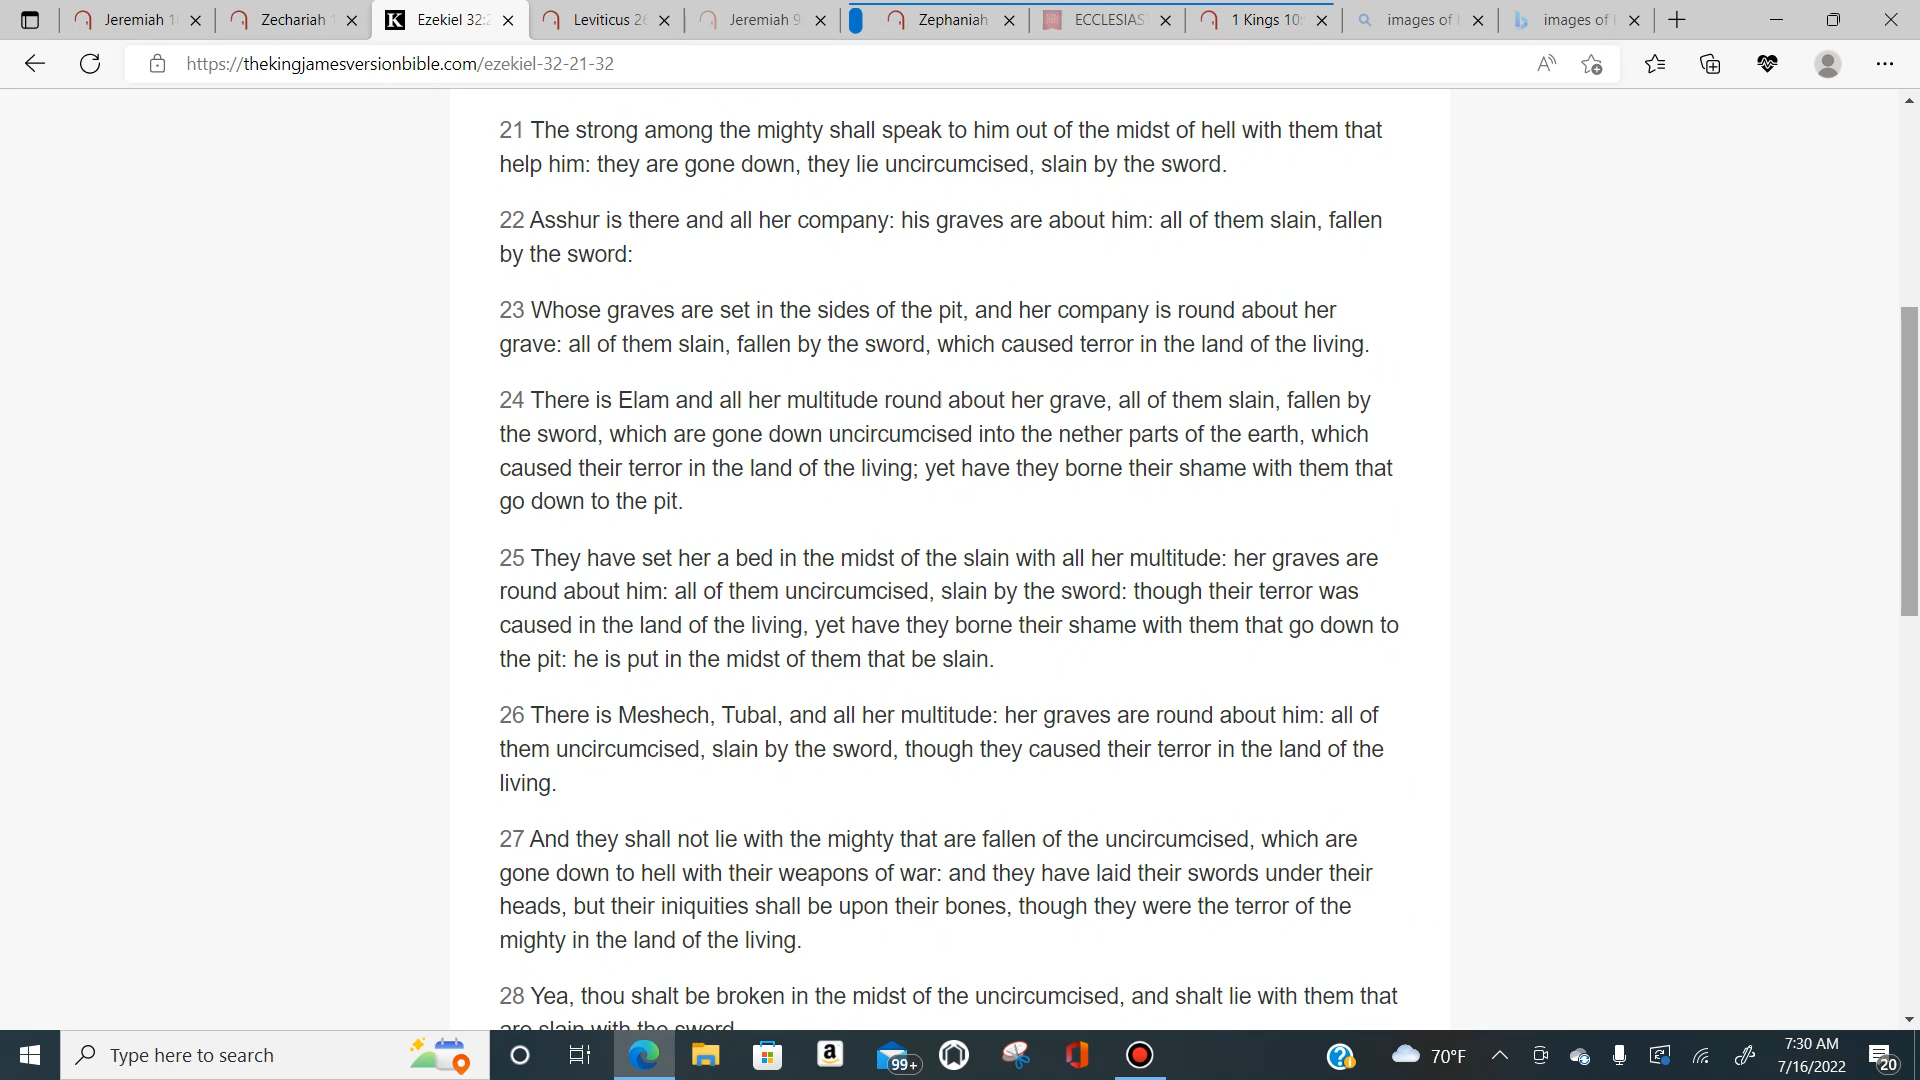 Jeremiah 1
Zechariah 1
Ezekiel 32:2
Leviticus 26
Jeremiah 9
Zephaniah
ECCLESIAS
1 Kings 10:
images of
images of
https://thekingjamesversionbible.com/ezekiel-32-21-32
21 The strong among the mighty shall speak to him out of the midst of hell with them that
help him: they are gone down, they lie uncircumcised, slain by the sword.
22 Asshur is there and all her company: his graves are about him: all of them slain, fallen
by the sword:
23 Whose graves are set in the sides of the pit, and her company is round about her
grave: all of them slain, fallen by the sword, which caused terror in the land of the living.
24 There is Elam and all her multitude round about her grave, all of them slain, fallen by
the sword, which are gone down uncircumcised into the nether parts of the earth, which
caused their terror in the land of the living; yet have they borne their shame with them that
go down to the pit.
25 They have set her a bed in the midst of the slain with all her multitude: her graves are
round about him: all of them uncircumcised, slain by the sword: though their terror was
caused in the land of the living, yet have they borne their shame with them that go down to
the pit: he is put in the midst of them that be slain.
26 There is Meshech, Tubal, and all her multitude: her graves are round about him: all of
them uncircumcised, slain by the sword, though they caused their terror in the land of the
living.
27 And they shall not lie with the mighty that are fallen of the uncircumcised, which are
gone down to hell with their weapons of war: and they have laid their swords under their
heads, but their iniquities shall be upon their bones, though they were the terror of the
mighty in the land of the living.
28 Yea, thou shalt be broken in the midst of the uncircumcised, and shalt lie with them that
are slain with the sword
Type here to search
99+
70°F
7:30 AM
7/16/2022
20